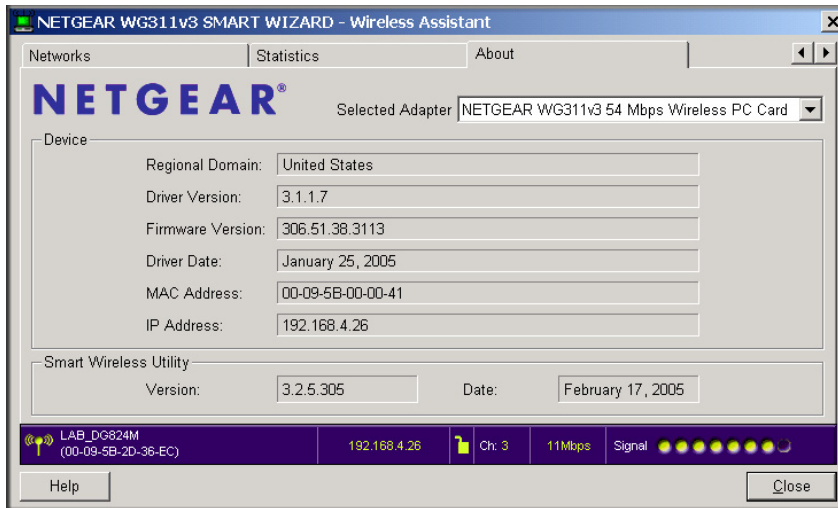 NETGEAR WG311v3 SMART WIZARD - Wireless Assistant
Networks Statistics About
NETGEAR®
Selected Adapter NETGEAR WG311v3 54 Mbps Wireless PC Card
Device
Regional Domain: United States
Driver Version: 3.1.1.7
Firmware Version: 306.51.38.3113
Driver Date: January 25, 2005
MAC Address: 00-09-5B-00-00-41
IP Address: 192.168.4.26
Smart Wireless Utility
Version: 3.2.5.305 Date: February 17, 2005
LAB_DG824M
(00-09-5B-2D-36-EC) 192.168.4.26 Ch: 3 11Mbps Signal
Help Close